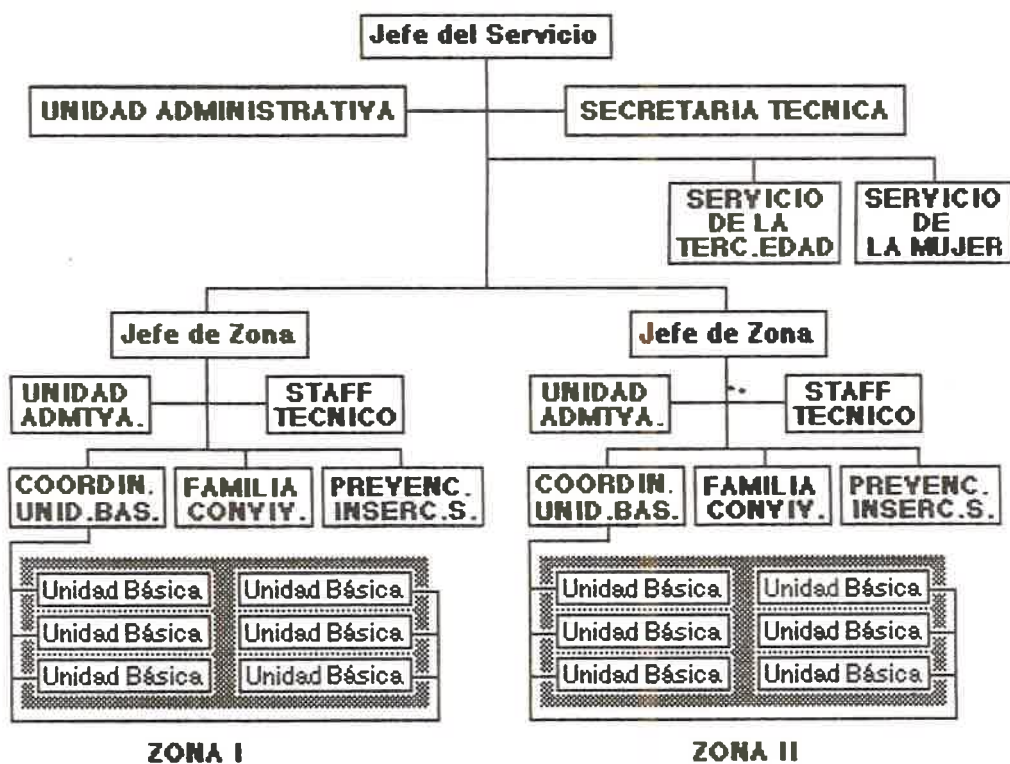 Jefe del Servicio
UNIDAD ADMINISTRATIVA
SECRETARIA TECNICA
SERVICIO
DE LA
TERC.EDAD
SERVICIO
DE
LA MUJER
Jefe de Zona
Jefe de Zona
UNIDAD
ADMTVA.
STAFF
TECNICO
UNIDAD
ADMTVA.
STAFF
TECNICO
COORDIN.
UNID.BAS.
FAMILIA
CONVIV.
PREVENC.
INSERC.S.
COORDIN.
UNID.BAS.
FAMILIA
CONVIV.
PREVENC.
INSERC.S.
Unidad Básica
Unidad Básica
Unidad Básica
Unidad Básica
Unidad Básica
Unidad Básica
Unidad Básica
Unidad Básica
Unidad Básica
Unidad Básica
Unidad Básica
Unidad Básica
ZONA I
ZONA II